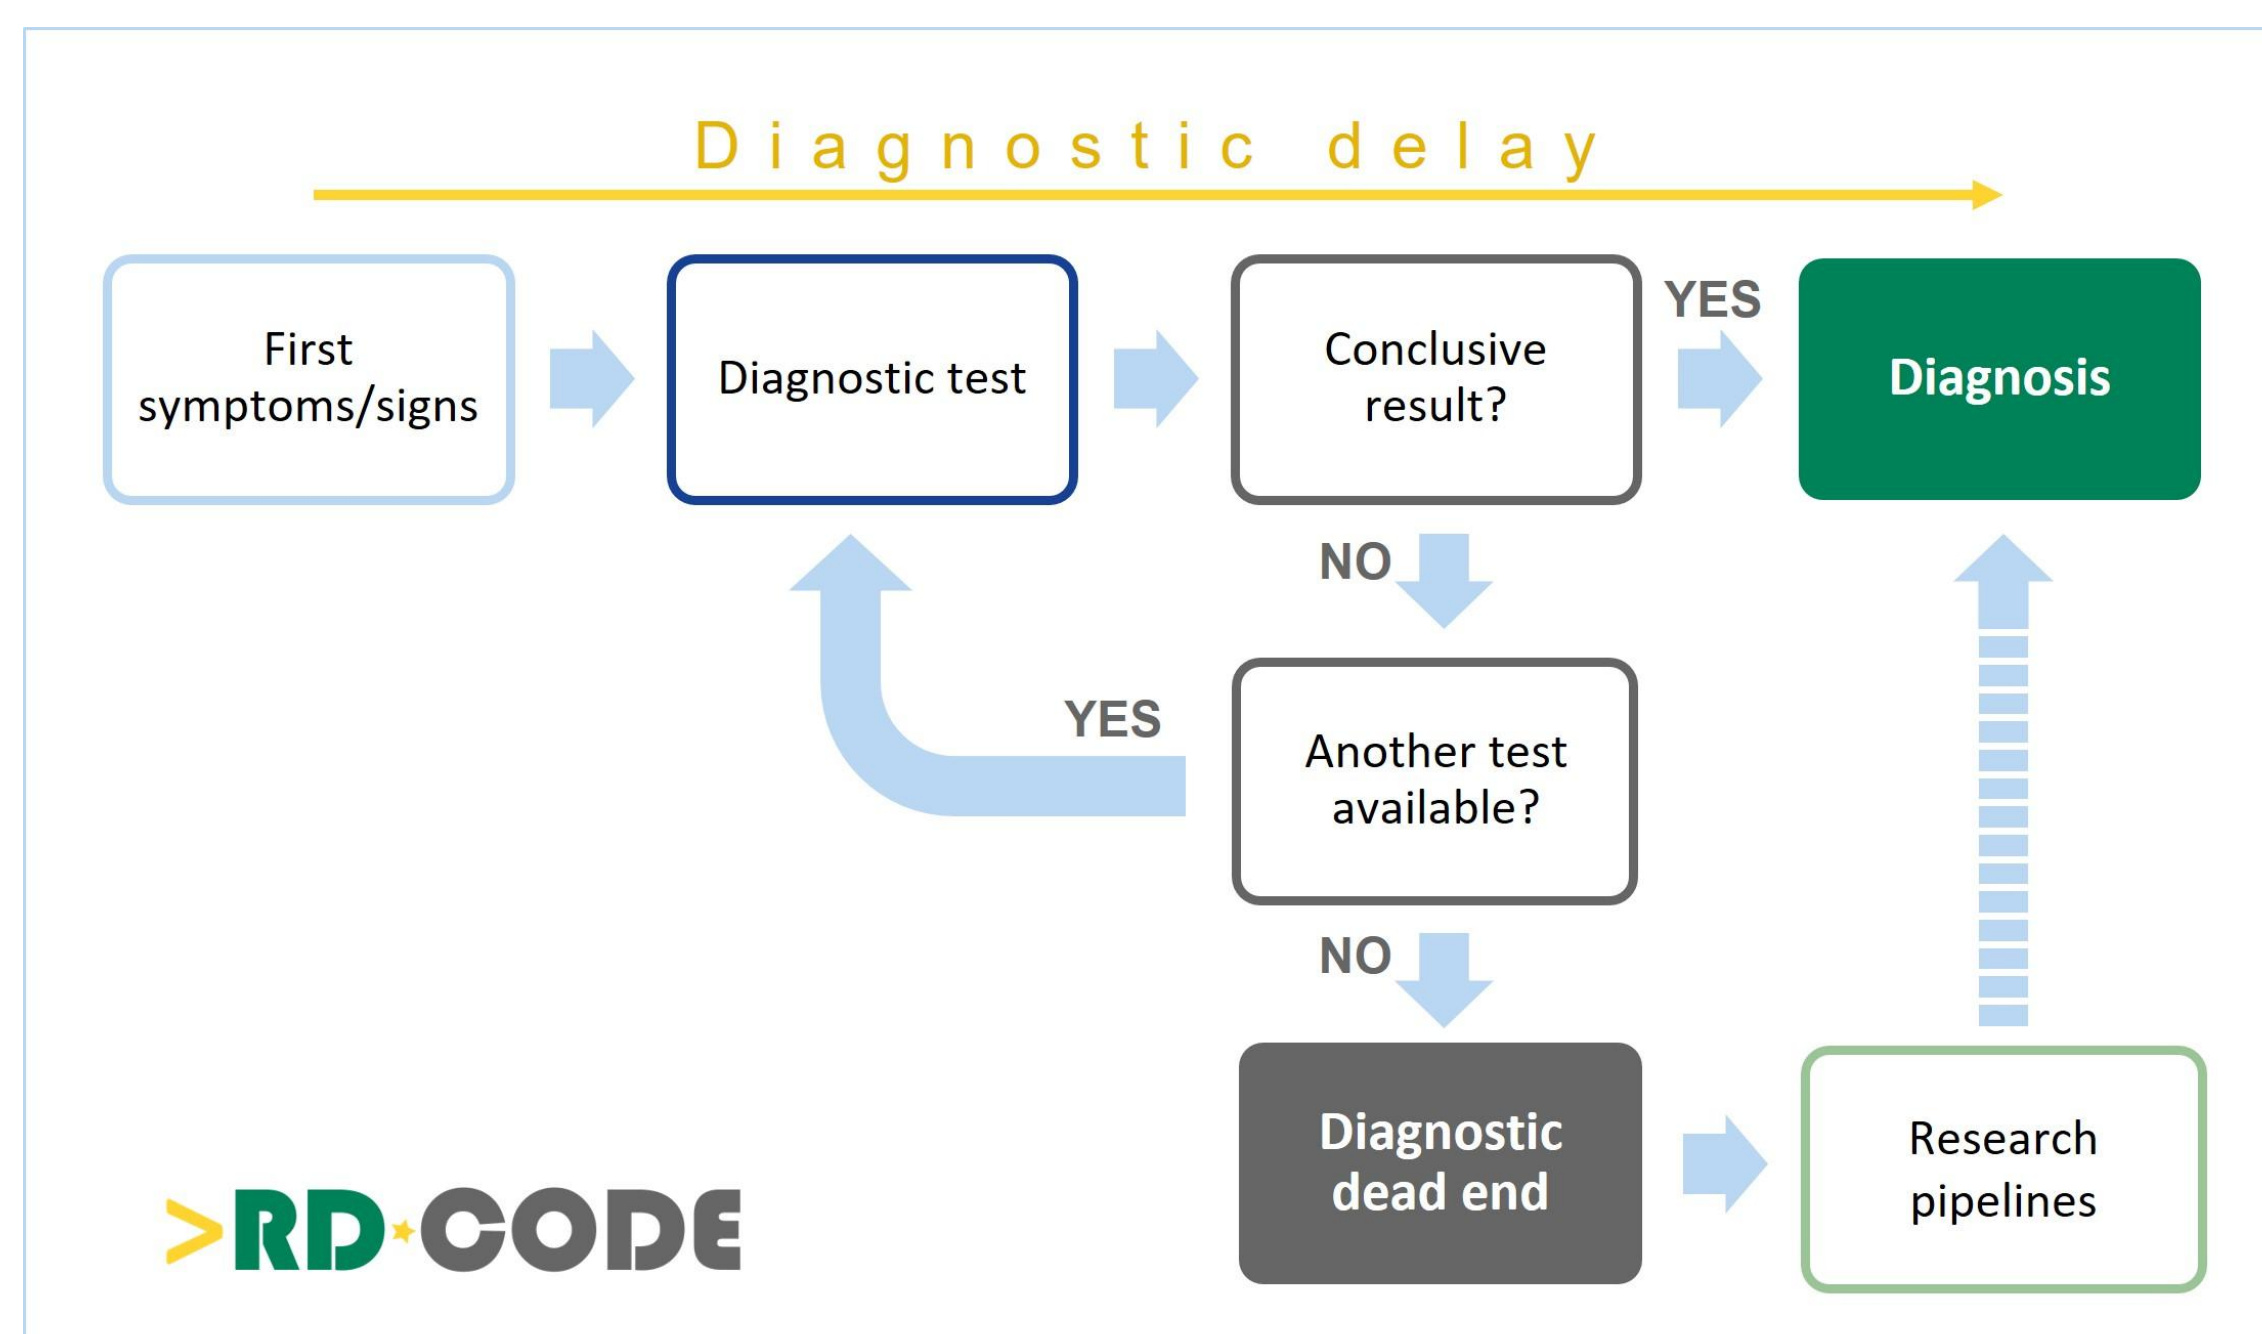 Diagnostic delay
First
symptoms/signs
Diagnostic test
Conclusive
result?
YES
Diagnosis
NO
YES
Another test
available?
NO
Diagnostic
dead end
Research
pipelines
>RD★CODE